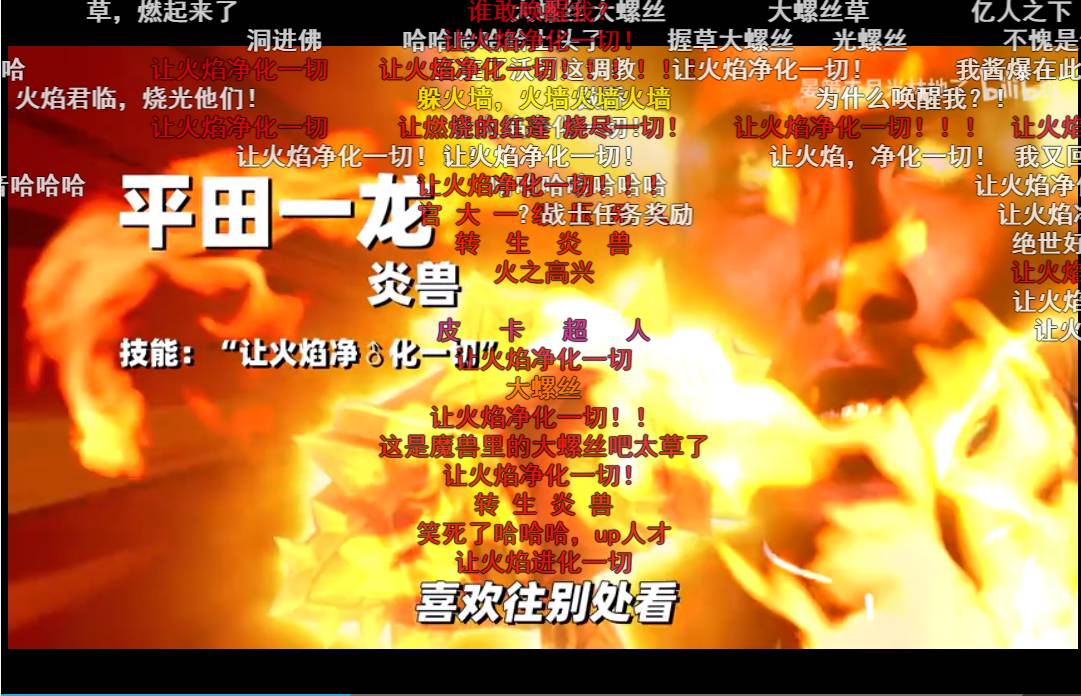 草，燃起来了
谁敢唤醒我？
大螺丝
大螺丝草
亿人之下
洞进佛
让火焰净化一切！
握草大螺丝
光螺丝
不愧是
哈
让火焰净化一切
让火焰净化一切！
这调教！！
让火焰净化一切！
我酱爆在此
火焰君临，烧光他们！
躲火墙，火墙火墙火墙
为什么唤醒我？！
让火焰净化一切
让燃烧的红莲 烧尽一切！
让火焰净化一切！！！
让火焰
让火焰净化一切！
让火焰净化一切！
让火焰，净化一切！
我又回
音哈哈哈
让火焰净化一切！！！
让火焰净
平田一龙
官大一级
？战士任务奖励
让火焰
转 生 炎 兽
绝世好
炎兽
火之高兴
让火焰
让火焰
皮 卡 超 人
让火
技能：“让火焰净♂化一切”
让火焰净化一切
大螺丝
让火焰净化一切！！
这是魔兽里的大螺丝吧太草了
让火焰净化一切！
转 生 炎 兽
笑死了哈哈哈，up人才
让火焰进化一切
喜欢往别处看